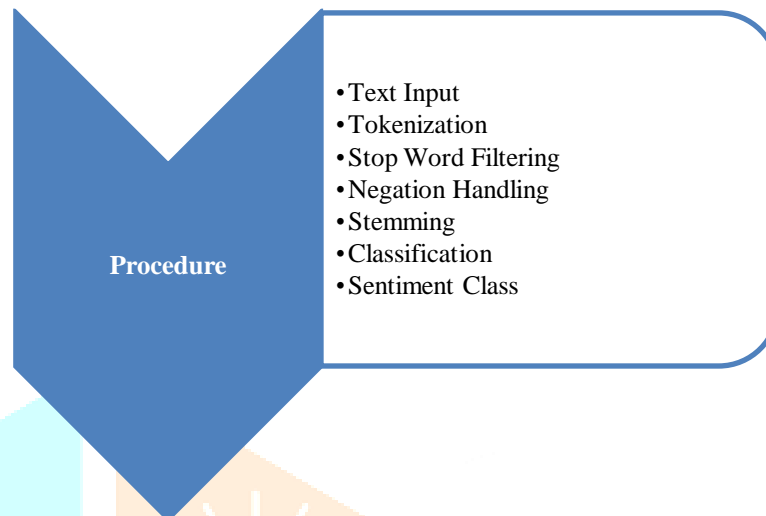 Procedure
•Text Input
•Tokenization
•Stop Word Filtering
•Negation Handling
•Stemming
•Classification
•Sentiment Class